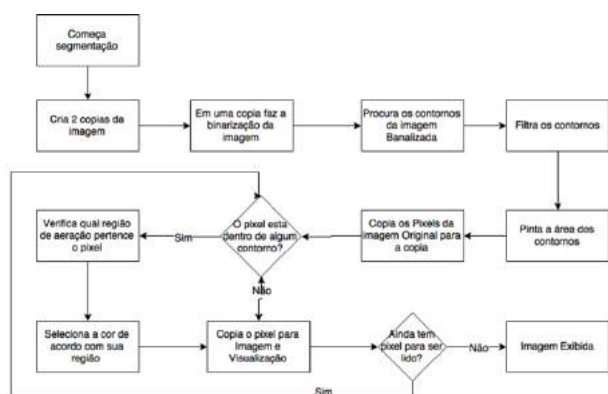 Começa
segmentação
Cria 2 copias da
imagem
Em uma copia faz a
binarização da
imagem
Procura os contornos
da imagem
Banalizada
Filtra os contornos
Pinta a área dos
contornos
Copia os Pixels da
imagem Original para
a copia
O pixel esta
dentro de algum
contorno?
Sim
Verifica qual região
de aeração pertence
o pixel
Seleciona a cor de
acordo com sua
região
Não
Copia o pixel para
Imagem e
Visualização
Ainda tem
pixel para ser
lido?
Não
Imagem Exibida
Sim